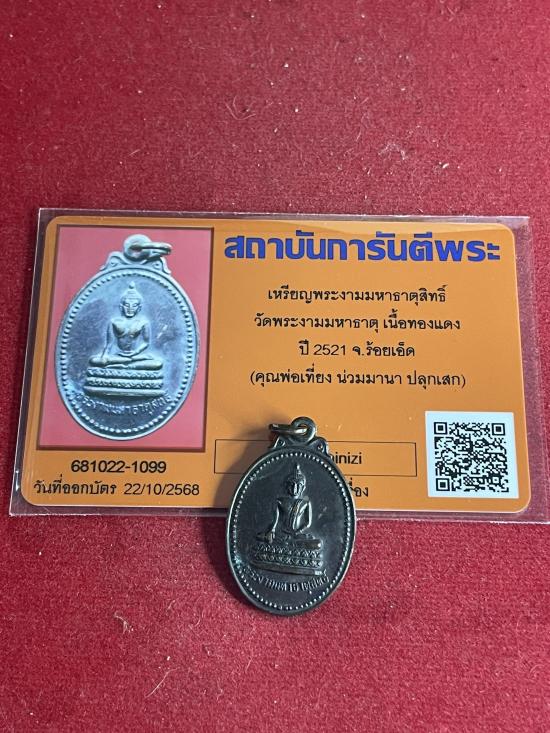 สถาบันการันตีพระ
เหรียญพระงามมหาธาตุสิทธิ์
วัดพระงามมหาธาตุ เนื้อทองแดง
ปี 2521 จ.ร้อยเอ็ด
(คุณพ่อเที่ยง น่วมมานา ปลุกเสก)
681022-1099
วันที่ออกบัตร 22/10/2568